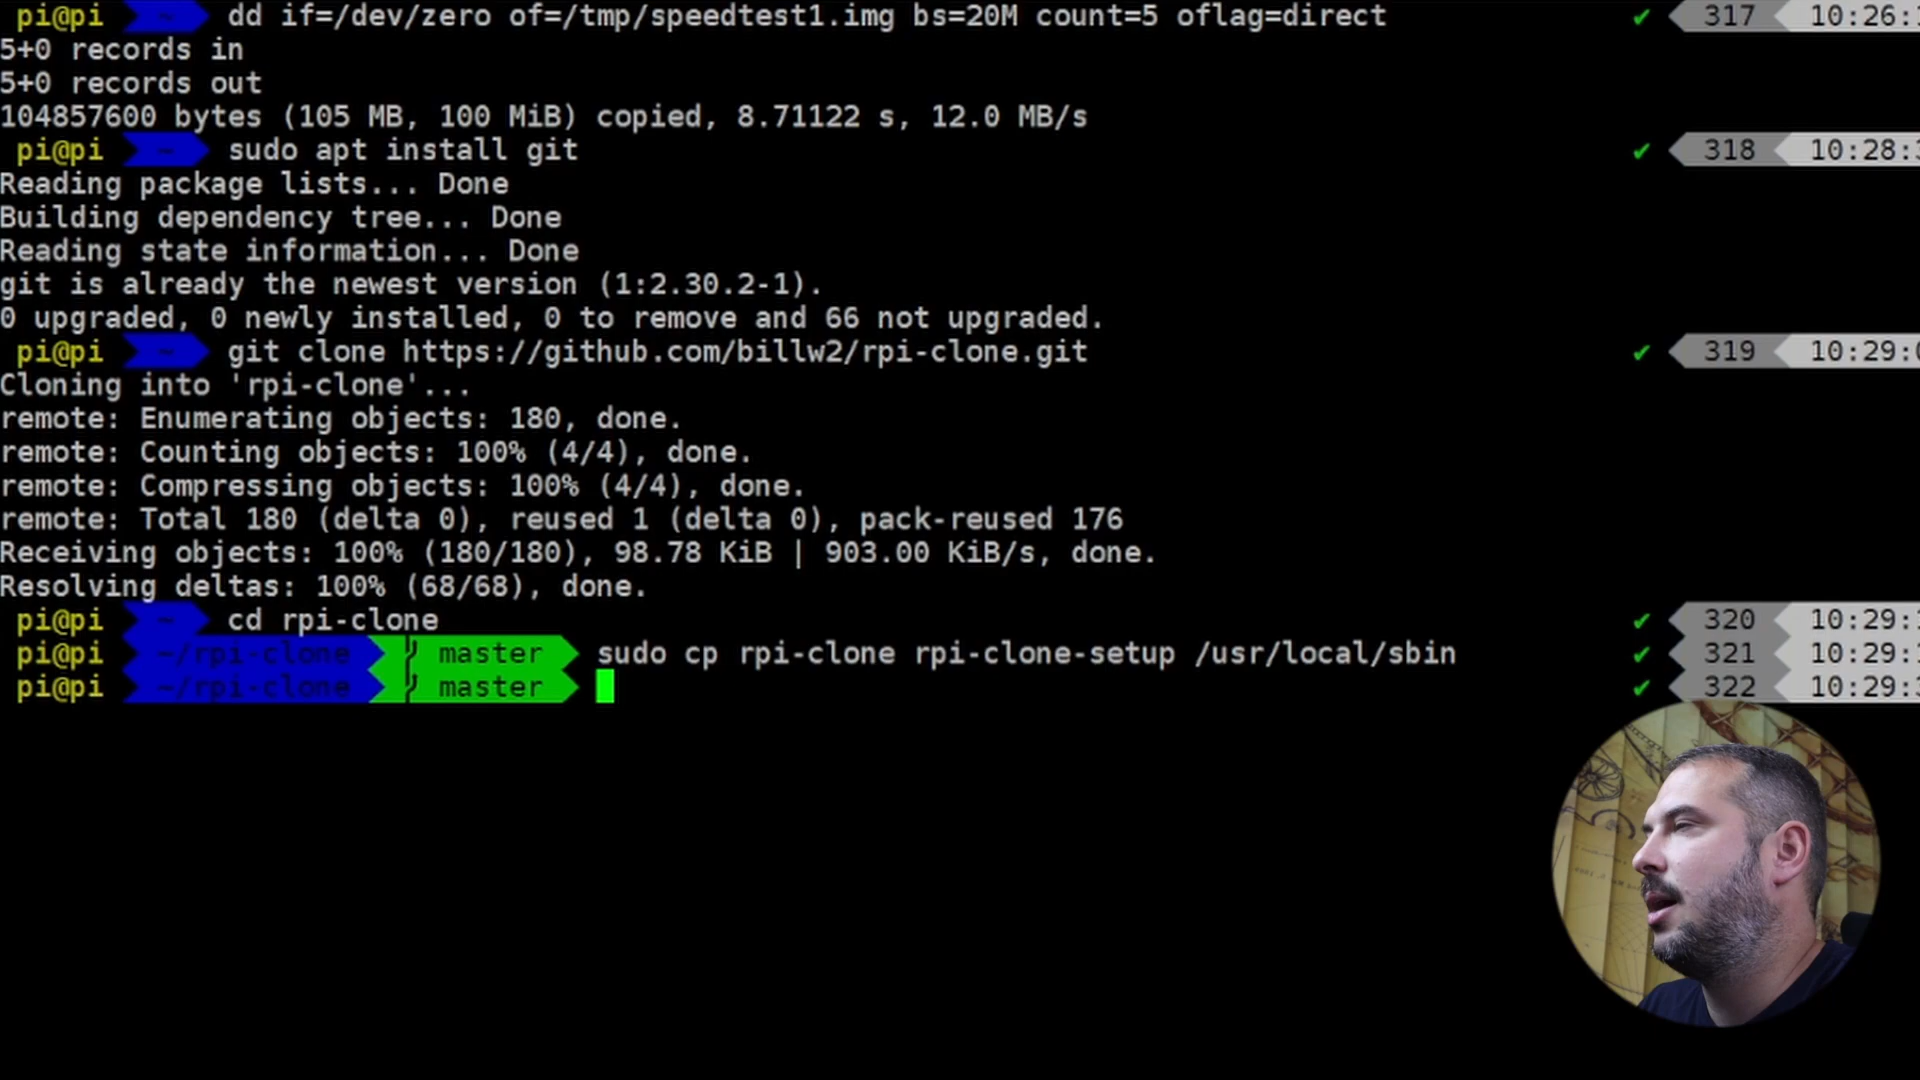 pi@pi ~ dd if=/dev/zero of=/tmp/speedtest1.img bs=20M count=5 oflag=direct ✔ 317 10:26:
5+0 records in
5+0 records out
104857600 bytes (105 MB, 100 MiB) copied, 8.71122 s, 12.0 MB/s
pi@pi ~ sudo apt install git ✔ 318 10:28:
Reading package lists... Done
Building dependency tree... Done
Reading state information... Done
git is already the newest version (1:2.30.2-1).
0 upgraded, 0 newly installed, 0 to remove and 66 not upgraded.
pi@pi ~ git clone https://github.com/billw2/rpi-clone.git ✔ 319 10:29:
Cloning into 'rpi-clone'...
remote: Enumerating objects: 180, done.
remote: Counting objects: 100% (4/4), done.
remote: Compressing objects: 100% (4/4), done.
remote: Total 180 (delta 0), reused 1 (delta 0), pack-reused 176
Receiving objects: 100% (180/180), 98.78 KiB | 903.00 KiB/s, done.
Resolving deltas: 100% (68/68), done.
pi@pi ~ cd rpi-clone ✔ 320 10:29:
pi@pi ~/rpi-clone master sudo cp rpi-clone rpi-clone-setup /usr/local/sbin ✔ 321 10:29:
pi@pi ~/rpi-clone master ✔ 322 10:29: